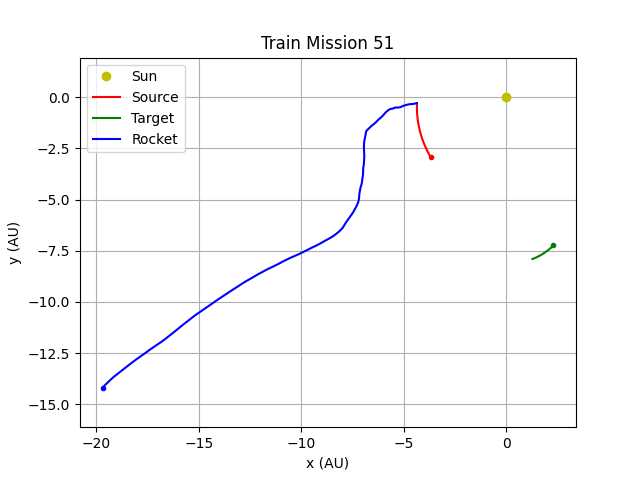 Train Mission 51
Sun
Source
Target
Rocket
0.0
−2.5
−5.0
−7.5
−10.0
−12.5
−15.0
y (AU)
−20
−15
−10
−5
0
x (AU)